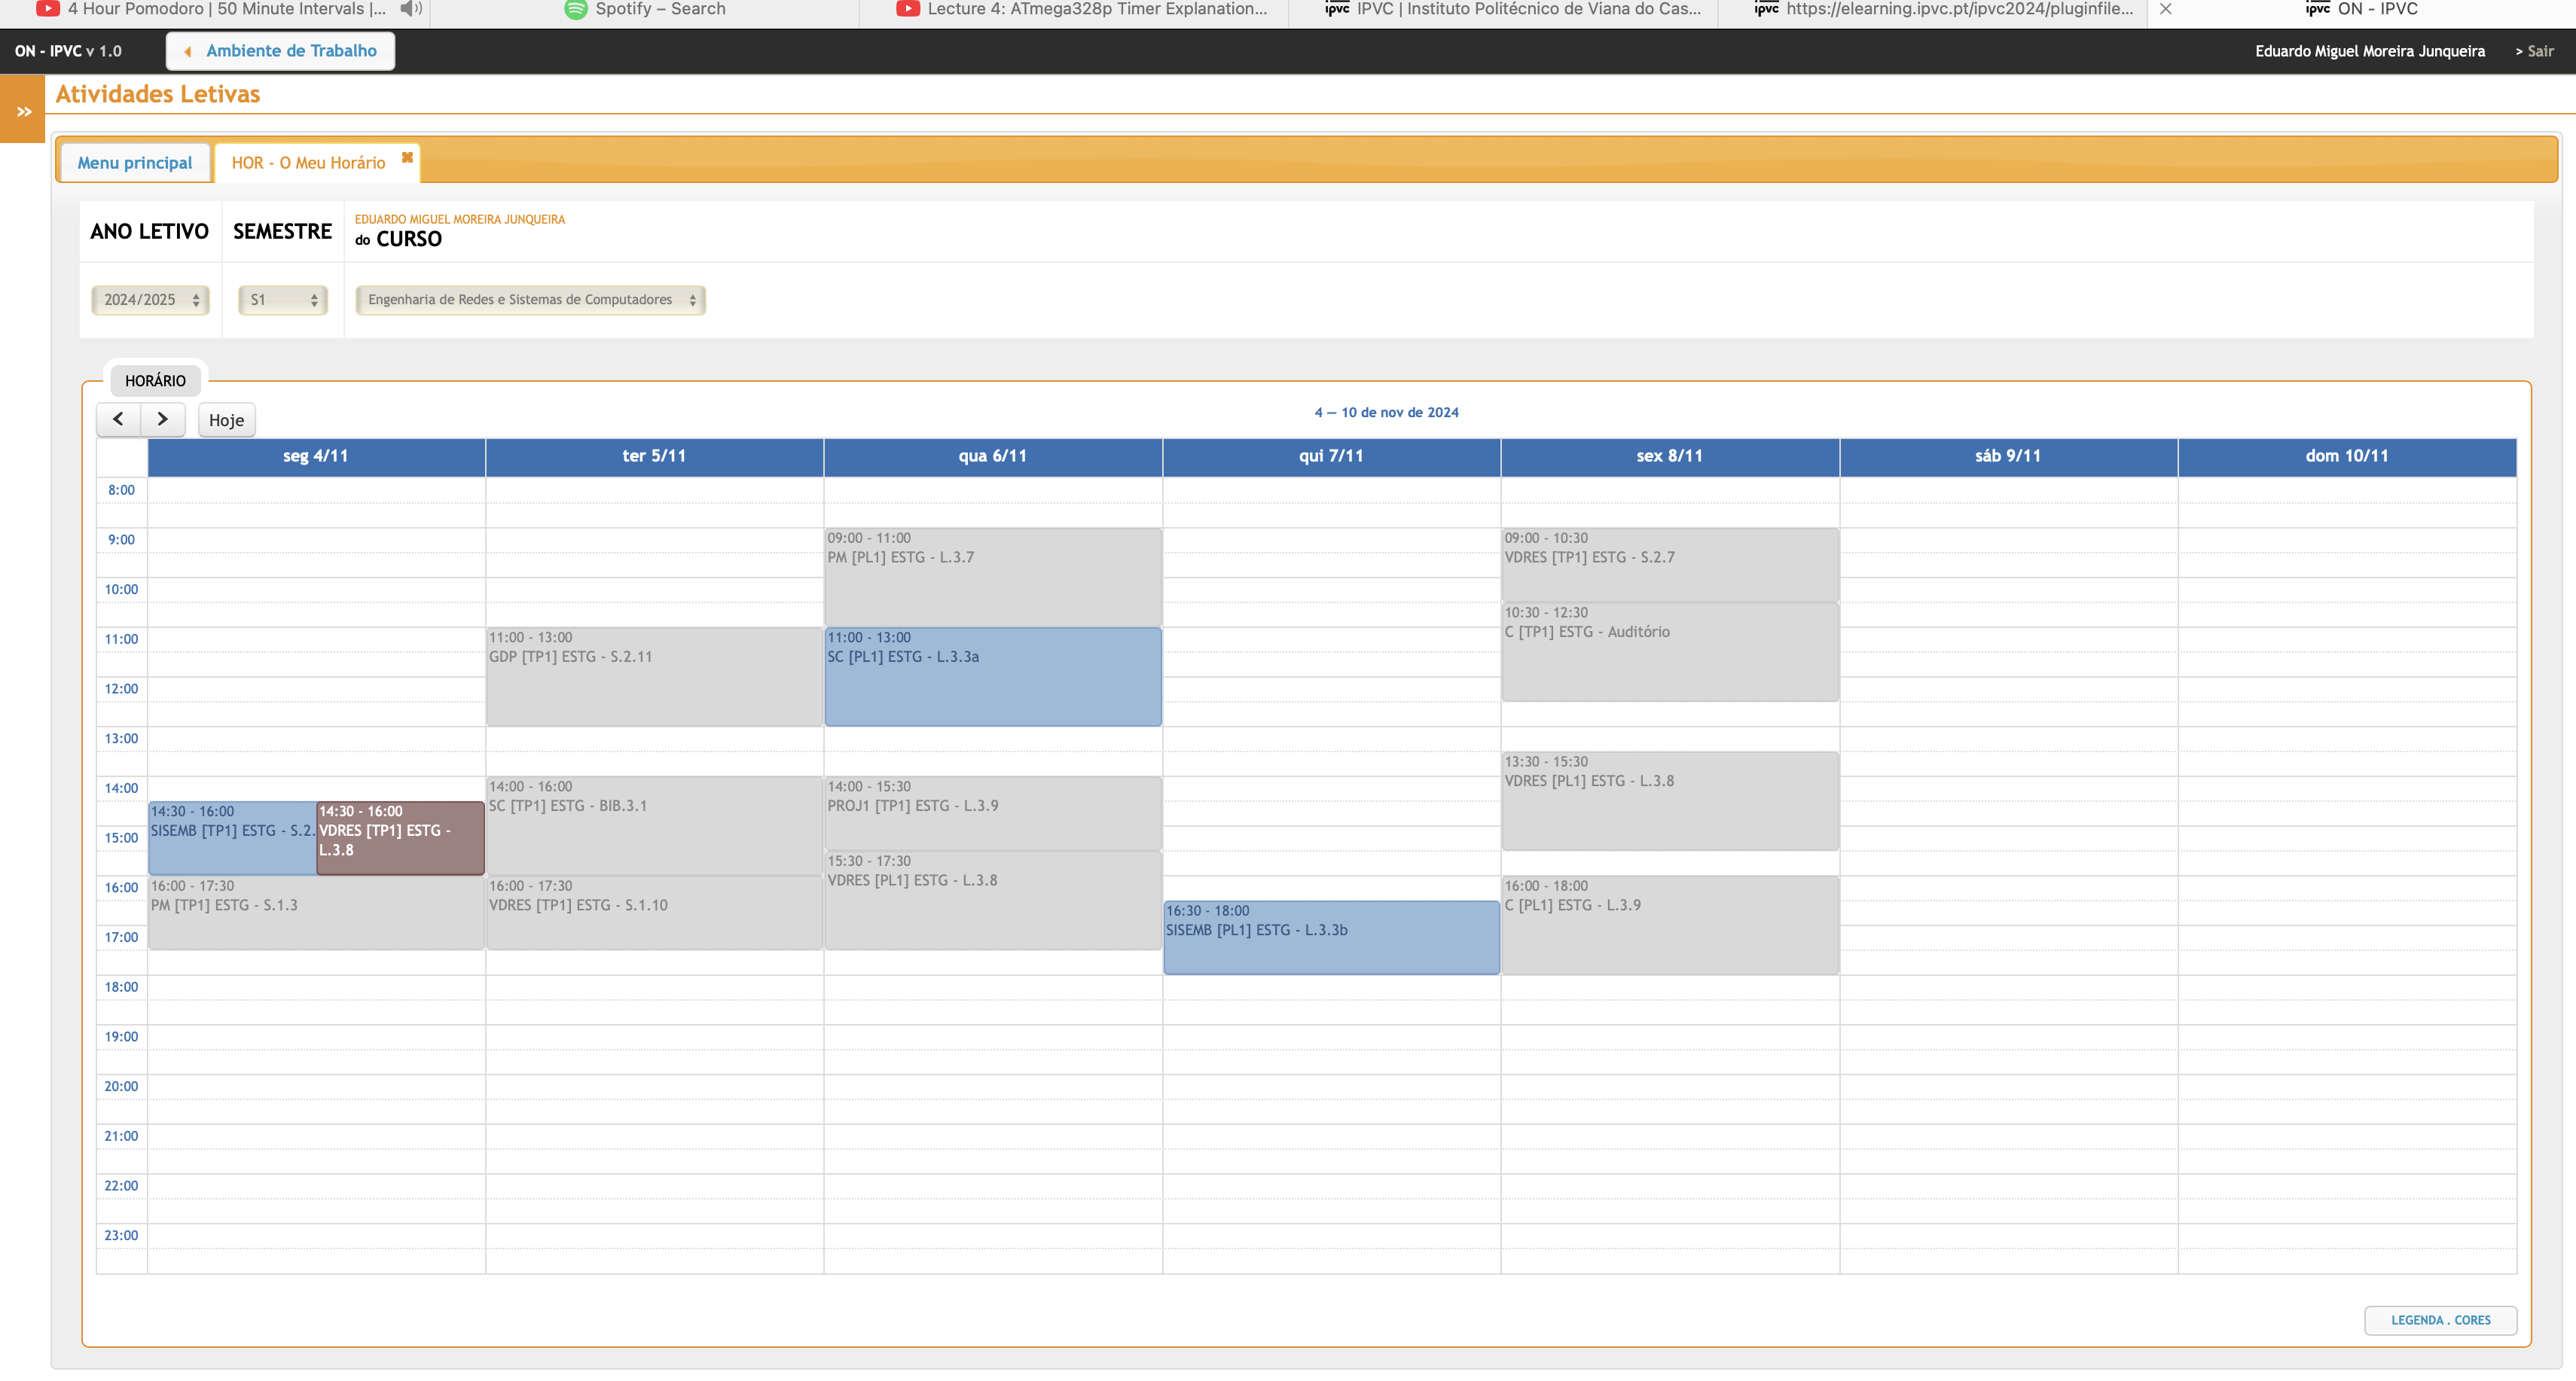 4 Hour Pomodoro | 50 Minute Intervals |...
Spotify – Search
Lecture 4: ATmega328p Timer Explanation...
ipvc IPVC | Instituto Politécnico de Viana do Cas...
ipvc https://elearning.ipvc.pt/ipvc2024/pluginfile...
ipvc ON - IPVC
ON - IPVC v 1.0
Ambiente de Trabalho
Eduardo Miguel Moreira Junqueira
> Sair
»
Atividades Letivas
Menu principal
HOR - O Meu Horário
ANO LETIVO
SEMESTRE
EDUARDO MIGUEL MOREIRA JUNQUEIRA
do CURSO
2024/2025
S1
Engenharia de Redes e Sistemas de Computadores
HORÁRIO
Hoje
4 — 10 de nov de 2024
seg 4/11
ter 5/11
qua 6/11
qui 7/11
sex 8/11
sáb 9/11
dom 10/11
8:00
9:00
10:00
11:00
12:00
13:00
14:00
15:00
16:00
17:00
18:00
19:00
20:00
21:00
22:00
23:00
14:30 - 16:00
SISEMB [TP1] ESTG - S.2.
14:30 - 16:00
VDRES [TP1] ESTG -
L.3.8
16:00 - 17:30
PM [TP1] ESTG - S.1.3
11:00 - 13:00
GDP [TP1] ESTG - S.2.11
14:00 - 16:00
SC [TP1] ESTG - BIB.3.1
16:00 - 17:30
VDRES [TP1] ESTG - S.1.10
09:00 - 11:00
PM [PL1] ESTG - L.3.7
11:00 - 13:00
SC [PL1] ESTG - L.3.3a
14:00 - 15:30
PROJ1 [TP1] ESTG - L.3.9
15:30 - 17:30
VDRES [PL1] ESTG - L.3.8
16:30 - 18:00
SISEMB [PL1] ESTG - L.3.3b
09:00 - 10:30
VDRES [TP1] ESTG - S.2.7
10:30 - 12:30
C [TP1] ESTG - Auditório
13:30 - 15:30
VDRES [PL1] ESTG - L.3.8
16:00 - 18:00
C [PL1] ESTG - L.3.9
LEGENDA . CORES